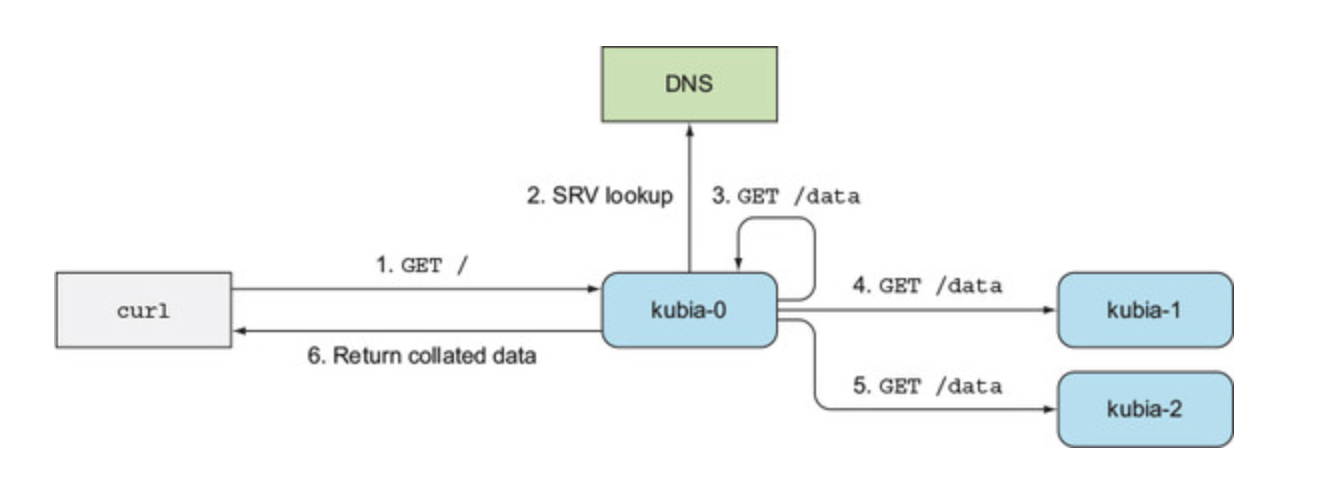 DNS
2. SRV lookup
3. GET /data
1. GET /
4. GET /data
curl
kubia-0
kubia-1
6. Return collated data
5. GET /data
kubia-2